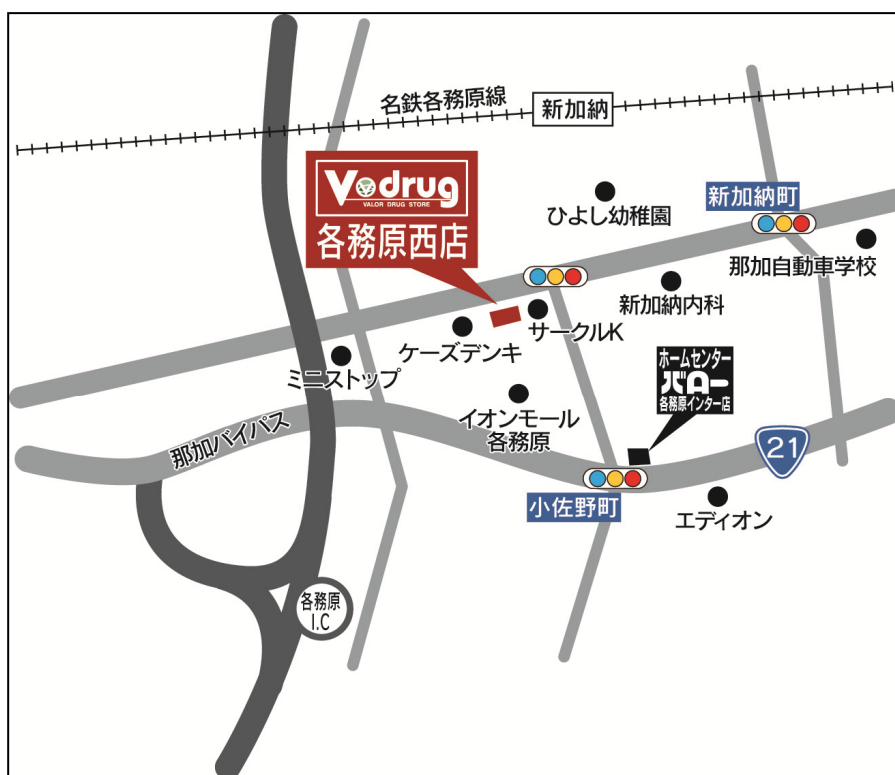 名鉄各務原線
新加納
V♥drug
VALOR DRUG STORE
各務原西店
ひよし幼稚園
新加納町
那加自動車学校
新加納内科
サークルK
ケーズデンキ
ミニストップ
イオンモール
各務原
ホームセンター
バロー
各務原インター店
那加バイパス
21
小佐野町
エディオン
各務原
I.C